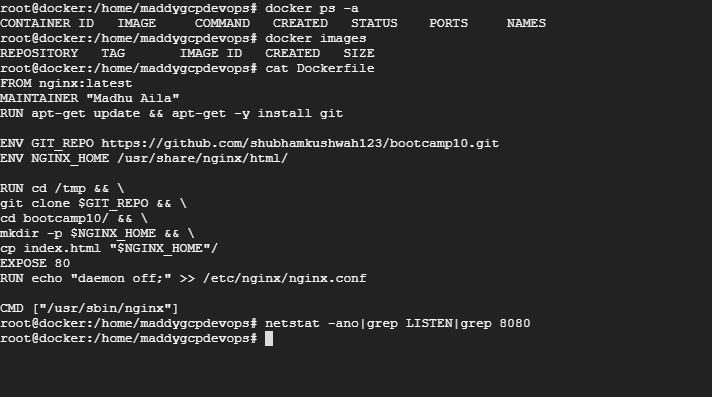 root@docker:/home/maddygcpdevops# docker ps -a
CONTAINER ID   IMAGE     COMMAND   CREATED   STATUS    PORTS     NAMES
root@docker:/home/maddygcpdevops# docker images
REPOSITORY   TAG       IMAGE ID   CREATED   SIZE
root@docker:/home/maddygcpdevops# cat Dockerfile
FROM nginx:latest
MAINTAINER "Madhu Aila"
RUN apt-get update && apt-get -y install git

ENV GIT_REPO https://github.com/shubhamkushwah123/bootcamp10.git
ENV NGINX_HOME /usr/share/nginx/html/

RUN cd /tmp && \
git clone $GIT_REPO && \
cd bootcamp10/ && \
mkdir -p $NGINX_HOME && \
cp index.html "$NGINX_HOME"/
EXPOSE 80
RUN echo "daemon off;" >> /etc/nginx/nginx.conf

CMD ["/usr/sbin/nginx"]
root@docker:/home/maddygcpdevops# netstat -ano|grep LISTEN|grep 8080
root@docker:/home/maddygcpdevops#